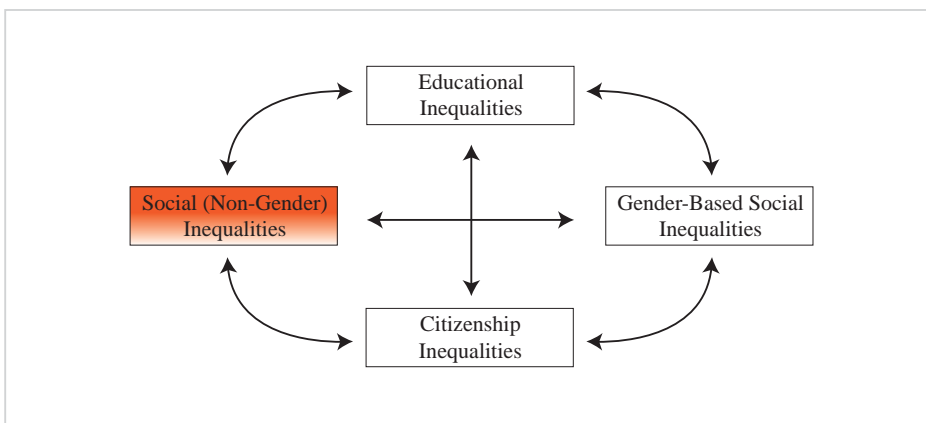 Educational
Inequalities
Social (Non-Gender)
Inequalities
Gender-Based Social
Inequalities
Citizenship
Inequalities